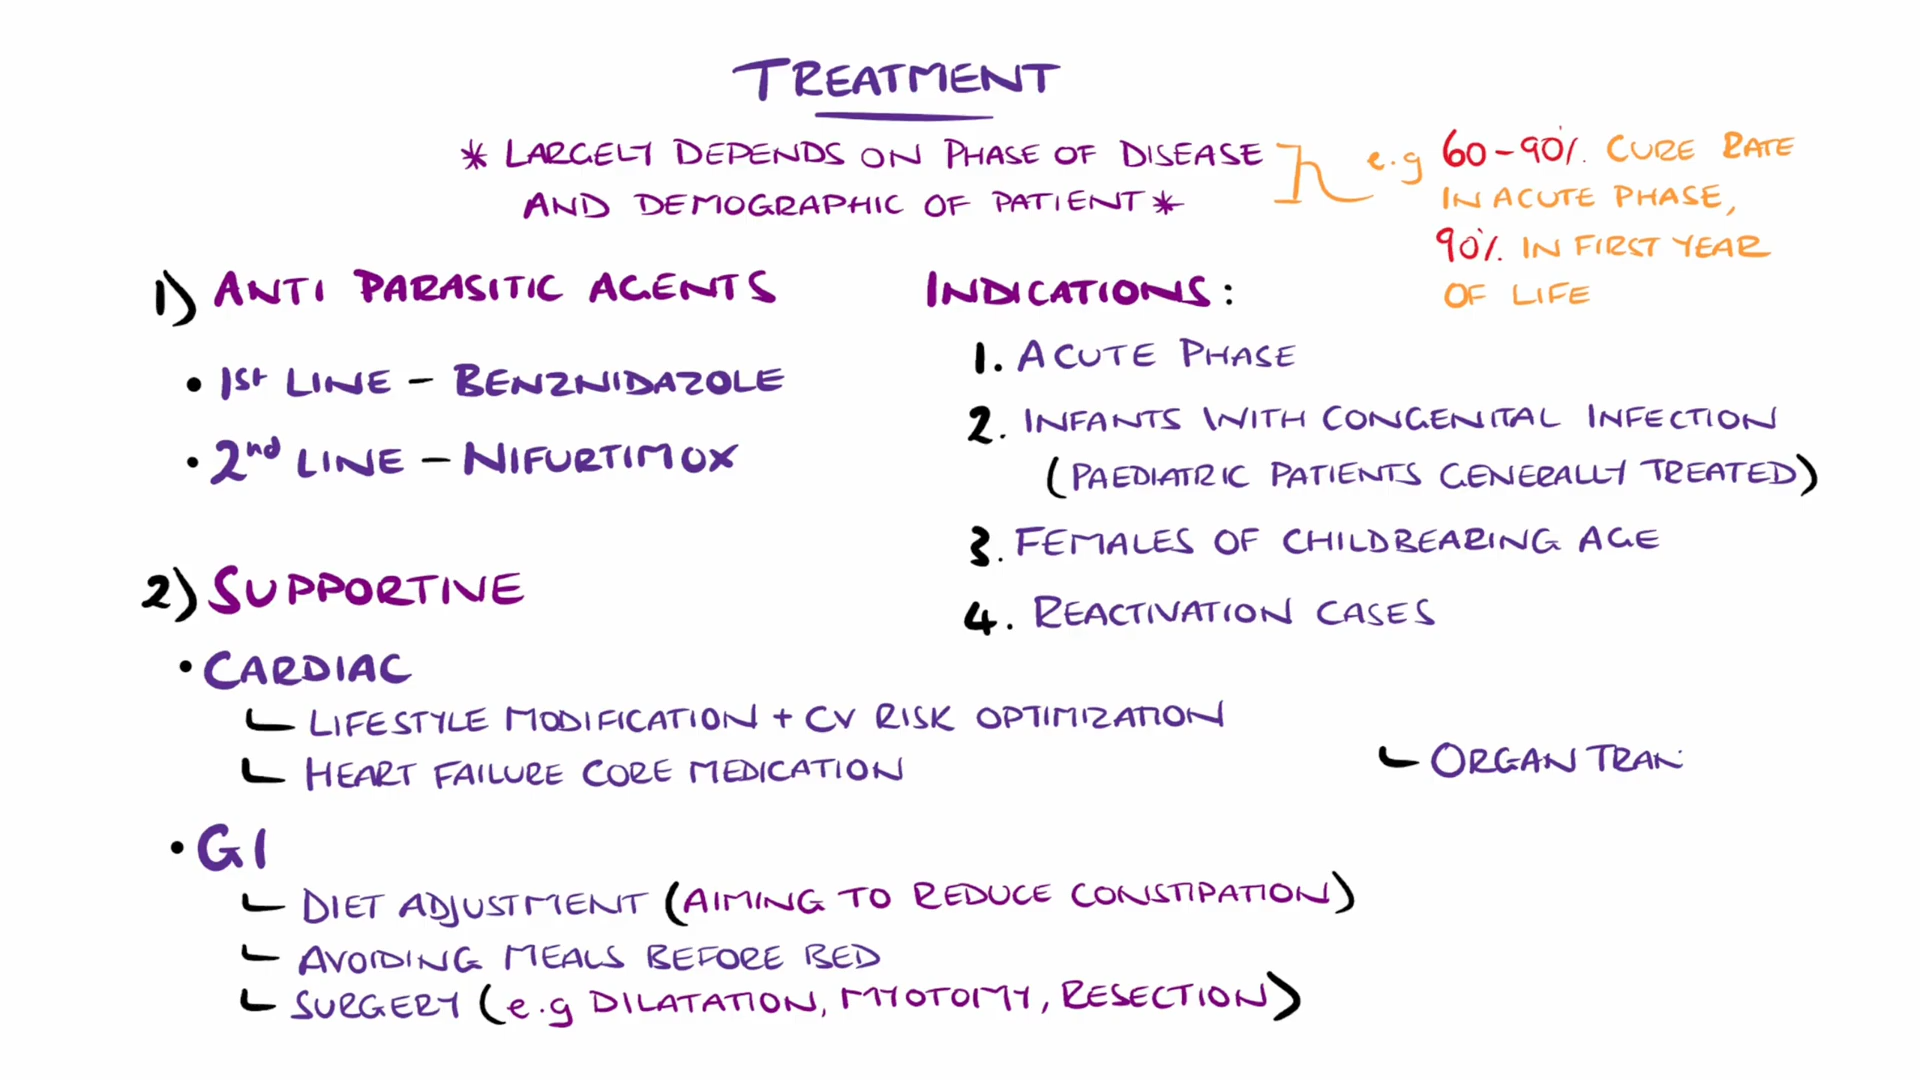 TREATMENT
* LARGELY DEPENDS ON PHASE OF DISEASE
AND DEMOGRAPHIC OF PATIENT *
e.g 60-90% CURE RATE
IN ACUTE PHASE,
90% IN FIRST YEAR
OF LIFE
1) ANTI PARASITIC AGENTS
• 1st LINE - BENZNIDAZOLE
• 2nd LINE - NIFURTIMOX
INDICATIONS:
1. ACUTE PHASE
2. INFANTS WITH CONGENITAL INFECTION
(PAEDIATRIC PATIENTS GENERALLY TREATED)
3. FEMALES OF CHILDBEARING AGE
4. REACTIVATION CASES
2) SUPPORTIVE
• CARDIAC
LIFESTYLE MODIFICATION + CV RISK OPTIMIZATION
HEART FAILURE CORE MEDICATION
ORGAN TRAN
• GI
DIET ADJUSTMENT (AIMING TO REDUCE CONSTIPATION)
AVOIDING MEALS BEFORE BED
SURGERY (e.g DILATATION, MYOTOMY, RESECTION)